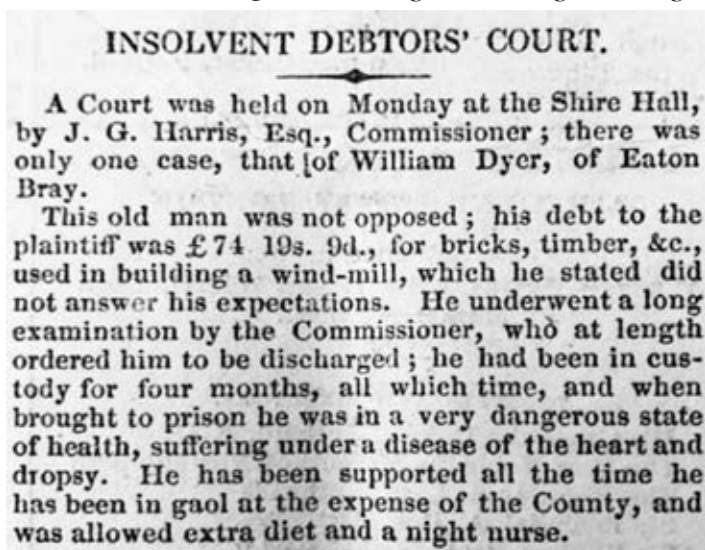 INSOLVENT DEBTORS' COURT.
A Court was held on Monday at the Shire Hall,
by J. G. Harris, Esq., Commissioner; there was
only one case, that [of William Dyer, of Eaton
Bray.
This old man was not opposed; his debt to the
plaintiff was £74 19s. 9d., for bricks, timber, &c.,
used in building a wind-mill, which he stated did
not answer his expectations. He underwent a long
examination by the Commissioner, who at length
ordered him to be discharged; he had been in cus-
tody for four months, all which time, and when
brought to prison he was in a very dangerous state
of health, suffering under a disease of the heart and
dropsy. He has been supported all the time he
has been in gaol at the expense of the County, and
was allowed extra diet and a night nurse.